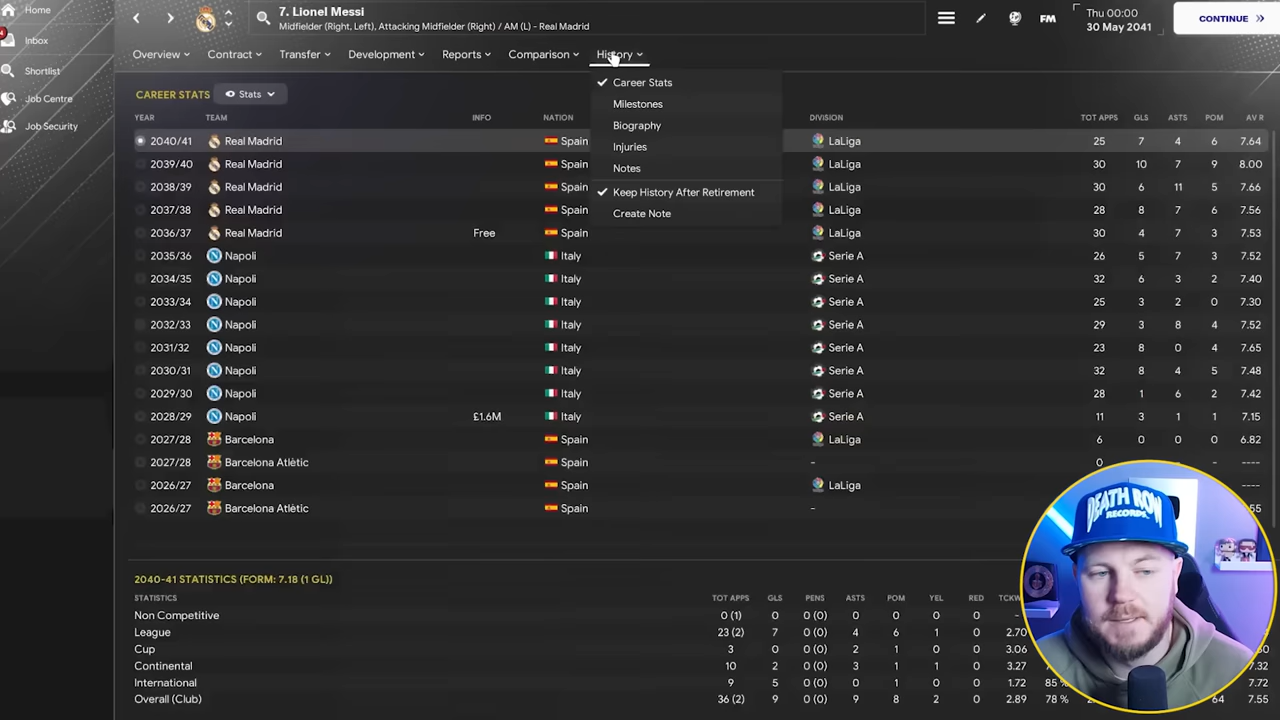 Home
Inbox
Shortlist
Job Centre
Job Security
7. Lionel Messi
Midfielder (Right, Left), Attacking Midfielder (Right) / AM (L) - Real Madrid
FM
Thu 00:00
30 May 2041
CONTINUE
Overview Contract Transfer Development Reports Comparison History
Career Stats
Milestones
Biography
Injuries
Notes
Keep History After Retirement
Create Note
CAREER STATS Stats
YEAR TEAM INFO NATION DIVISION TOT APPS GLS ASTS POM AV R
2040/41 Real Madrid Spain LaLiga 25 7 4 6 7.64
2039/40 Real Madrid Spain LaLiga 30 10 7 9 8.00
2038/39 Real Madrid Spain LaLiga 30 6 11 5 7.66
2037/38 Real Madrid Spain LaLiga 28 8 7 6 7.56
2036/37 Real Madrid Free Spain LaLiga 30 4 7 3 7.53
2035/36 Napoli Italy Serie A 26 5 7 3 7.52
2034/35 Napoli Italy Serie A 32 6 3 2 7.40
2033/34 Napoli Italy Serie A 25 3 2 0 7.30
2032/33 Napoli Italy Serie A 29 3 8 4 7.52
2031/32 Napoli Italy Serie A 23 8 0 4 7.65
2030/31 Napoli Italy Serie A 32 8 4 5 7.48
2029/30 Napoli Italy Serie A 28 1 6 2 7.42
2028/29 Napoli £1.6M Italy Serie A 11 3 1 1 7.15
2027/28 Barcelona Spain LaLiga 6 0 0 0 6.82
2027/28 Barcelona Atlètic Spain - 0 - ----
2026/27 Barcelona Spain LaLiga ----
2026/27 Barcelona Atlètic Spain -
2040-41 STATISTICS (FORM: 7.18 (1 GL))
STATISTICS TOT APPS GLS PENS ASTS POM YEL RED TCKW
Non Competitive 0 (1) 0 0 (0) 0 0 0 0 -
League 23 (2) 7 0 (0) 4 6 1 0 2.70
Cup 3 0 0 (0) 2 1 0 0 3.06
Continental 10 2 0 (0) 3 1 1 0 3.27 7.32
International 9 5 0 (0) 1 0 0 0 1.72 85 % 7.72
Overall (Club) 36 (2) 9 0 (0) 9 8 2 0 2.89 78 % 64 7.55
DEATH ROW
RECORDS